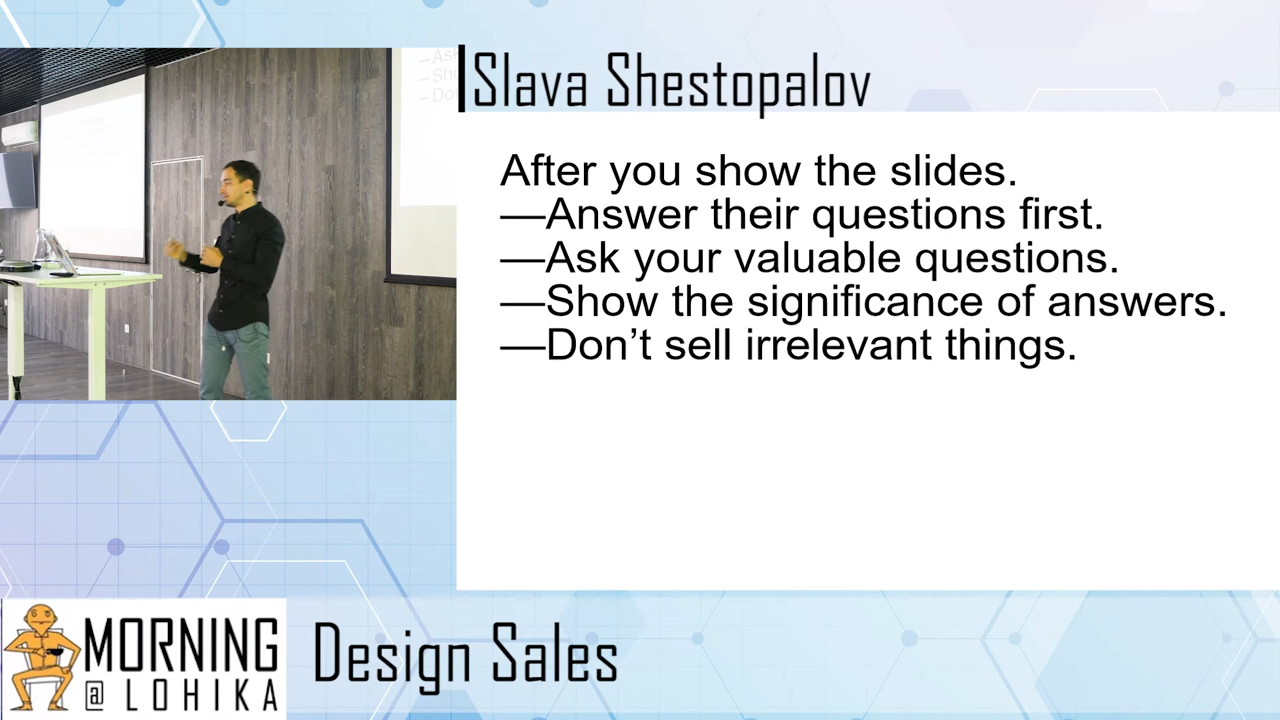 Slava Shestopalov
After you show the slides.
—Answer their questions first.
—Ask your valuable questions.
—Show the significance of answers.
—Don’t sell irrelevant things.
MORNING
@ LOHIKA
Design Sales